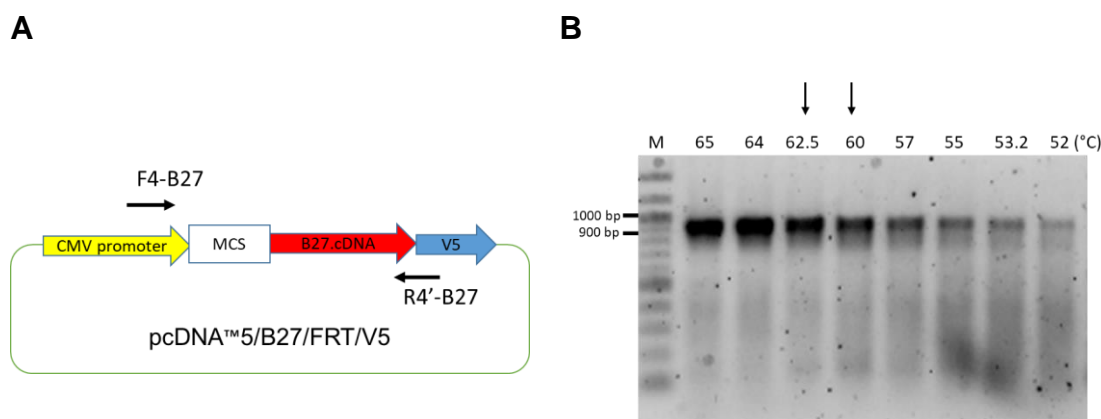 A
B
F4-B27
CMV promoter
MCS
B27.cDNA
V5
R4’-B27
pcDNA™5/B27/FRT/V5
M 65 64 62.5 60 57 55 53.2 52 (°C)
1000 bp
900 bp